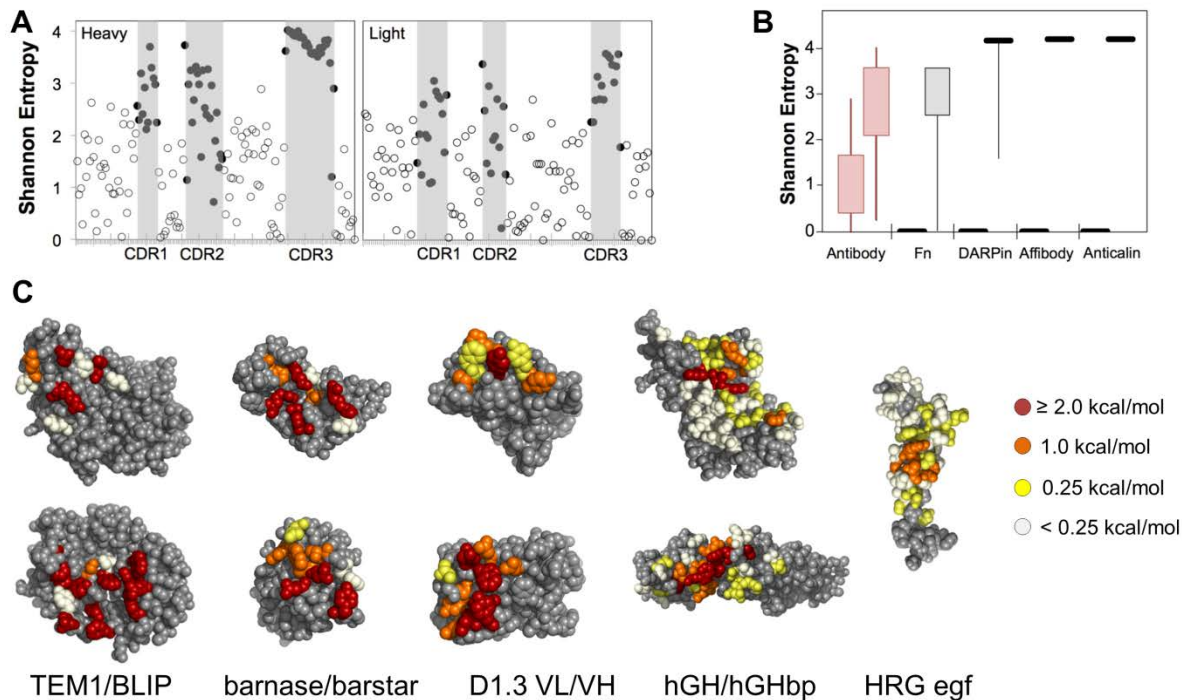 A
B
Shannon Entropy
4
3
2
1
0
Heavy
Light
CDR1
CDR2
CDR3
CDR1
CDR2
CDR3
Shannon Entropy
4
3
2
1
0
Antibody
Fn
DARPin
Affibody
Anticalin
C
≥ 2.0 kcal/mol
1.0 kcal/mol
0.25 kcal/mol
< 0.25 kcal/mol
TEM1/BLIP
barnase/barstar
D1.3 VL/VH
hGH/hGHbp
HRG egf